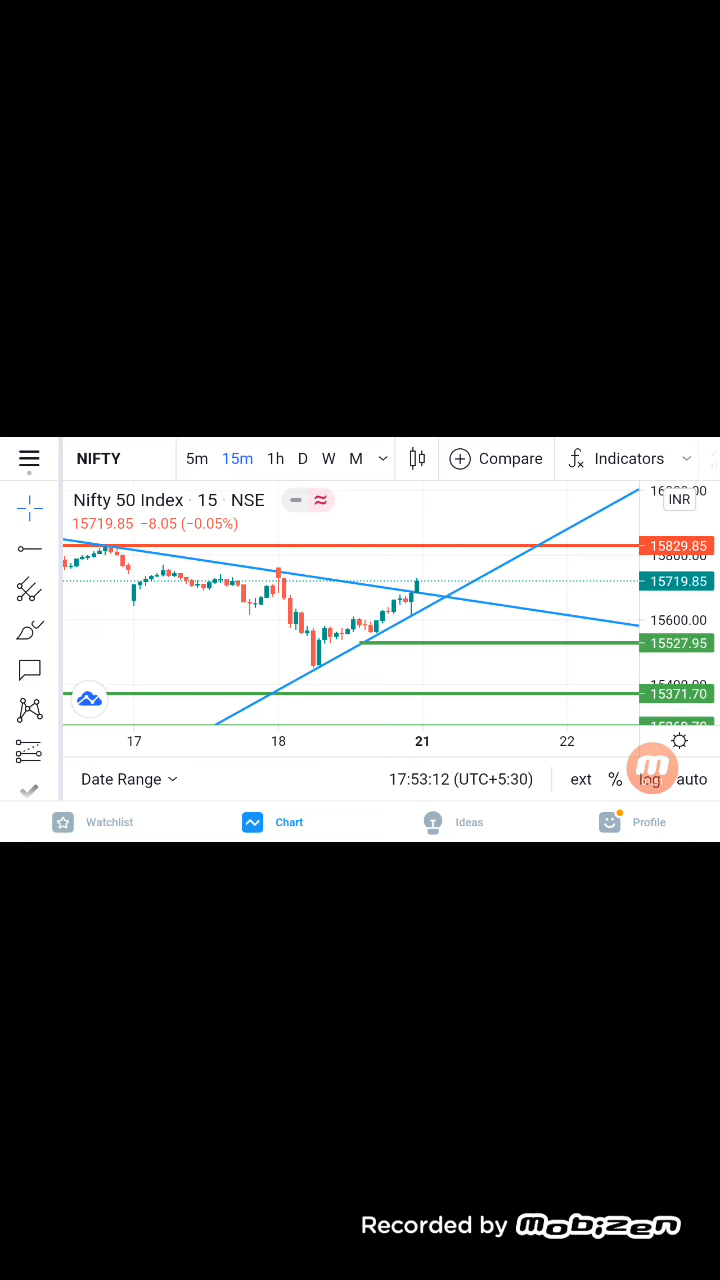 NIFTY 5m 15m 1h D W M Compare Indicators
Nifty 50 Index · 15 · NSE
INR
15719.85 −8.05 (−0.05%)
15829.85
15719.85
15600.00
15527.95
15371.70
17 18 21 22
Date Range 17:53:12 (UTC+5:30) ext % log auto
Watchlist Chart Ideas Profile
Recorded by MOBIZEN